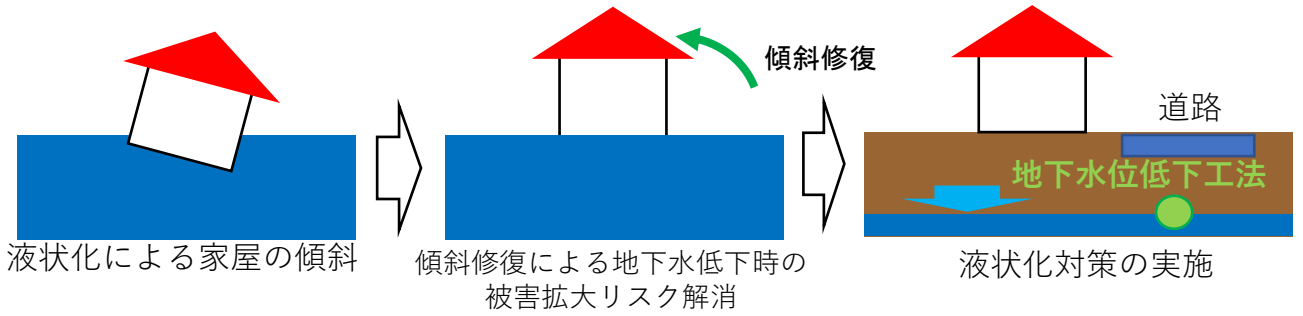 液状化による家屋の傾斜
傾斜修復
傾斜修復による地下水低下時の
被害拡大リスク解消
道路
地下水位低下工法
液状化対策の実施